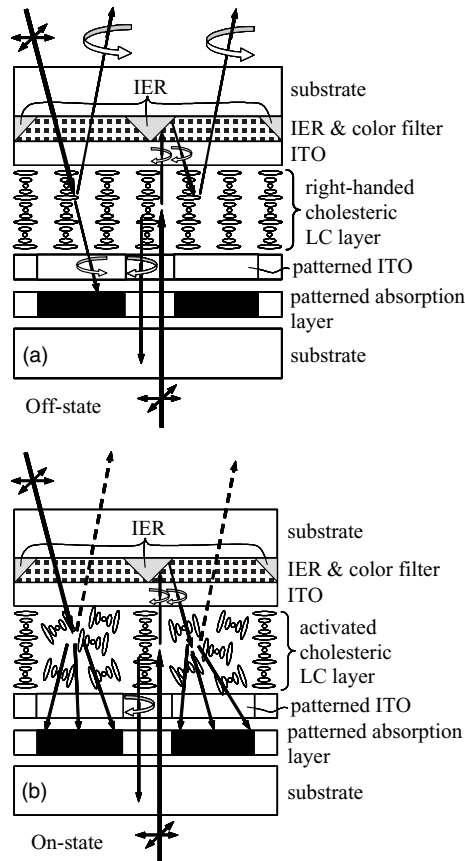 IER
substrate
IER & color filter
ITO
right-handed
cholesteric
LC layer
patterned ITO
patterned absorption
layer
substrate
(a)
Off-state
IER
substrate
IER & color filter
ITO
activated
cholesteric
LC layer
patterned ITO
patterned absorption
layer
substrate
(b)
On-state